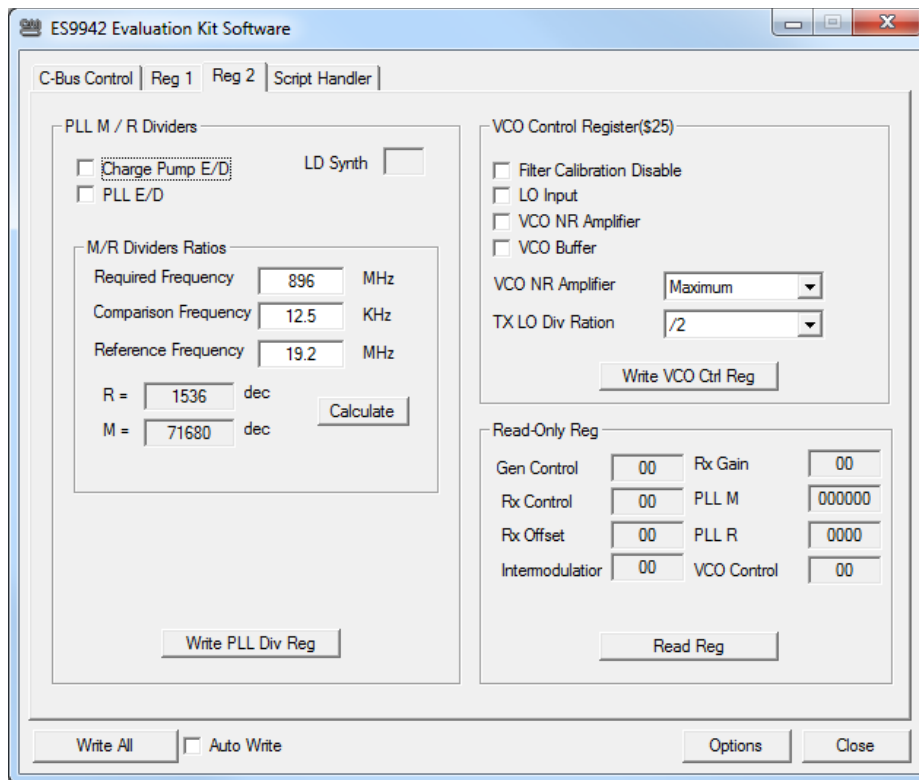 ES9942 Evaluation Kit Software
C-Bus Control Reg 1 Reg 2 Script Handler
PLL M / R Dividers
Charge Pump E/D LD Synth
PLL E/D
M/R Dividers Ratios
Required Frequency 896 MHz
Comparison Frequency 12.5 KHz
Reference Frequency 19.2 MHz
R = 1536 dec
Calculate
M = 71680 dec
Write PLL Div Reg
VCO Control Register($25)
Filter Calibration Disable
LO Input
VCO NR Amplifier
VCO Buffer
VCO NR Amplifier Maximum
TX LO Div Ration /2
Write VCO Ctrl Reg
Read-Only Reg
Gen Control 00 Rx Gain 00
Rx Control 00 PLL M 000000
Rx Offset 00 PLL R 0000
Intermodulatior 00 VCO Control 00
Read Reg
Write All Auto Write Options Close